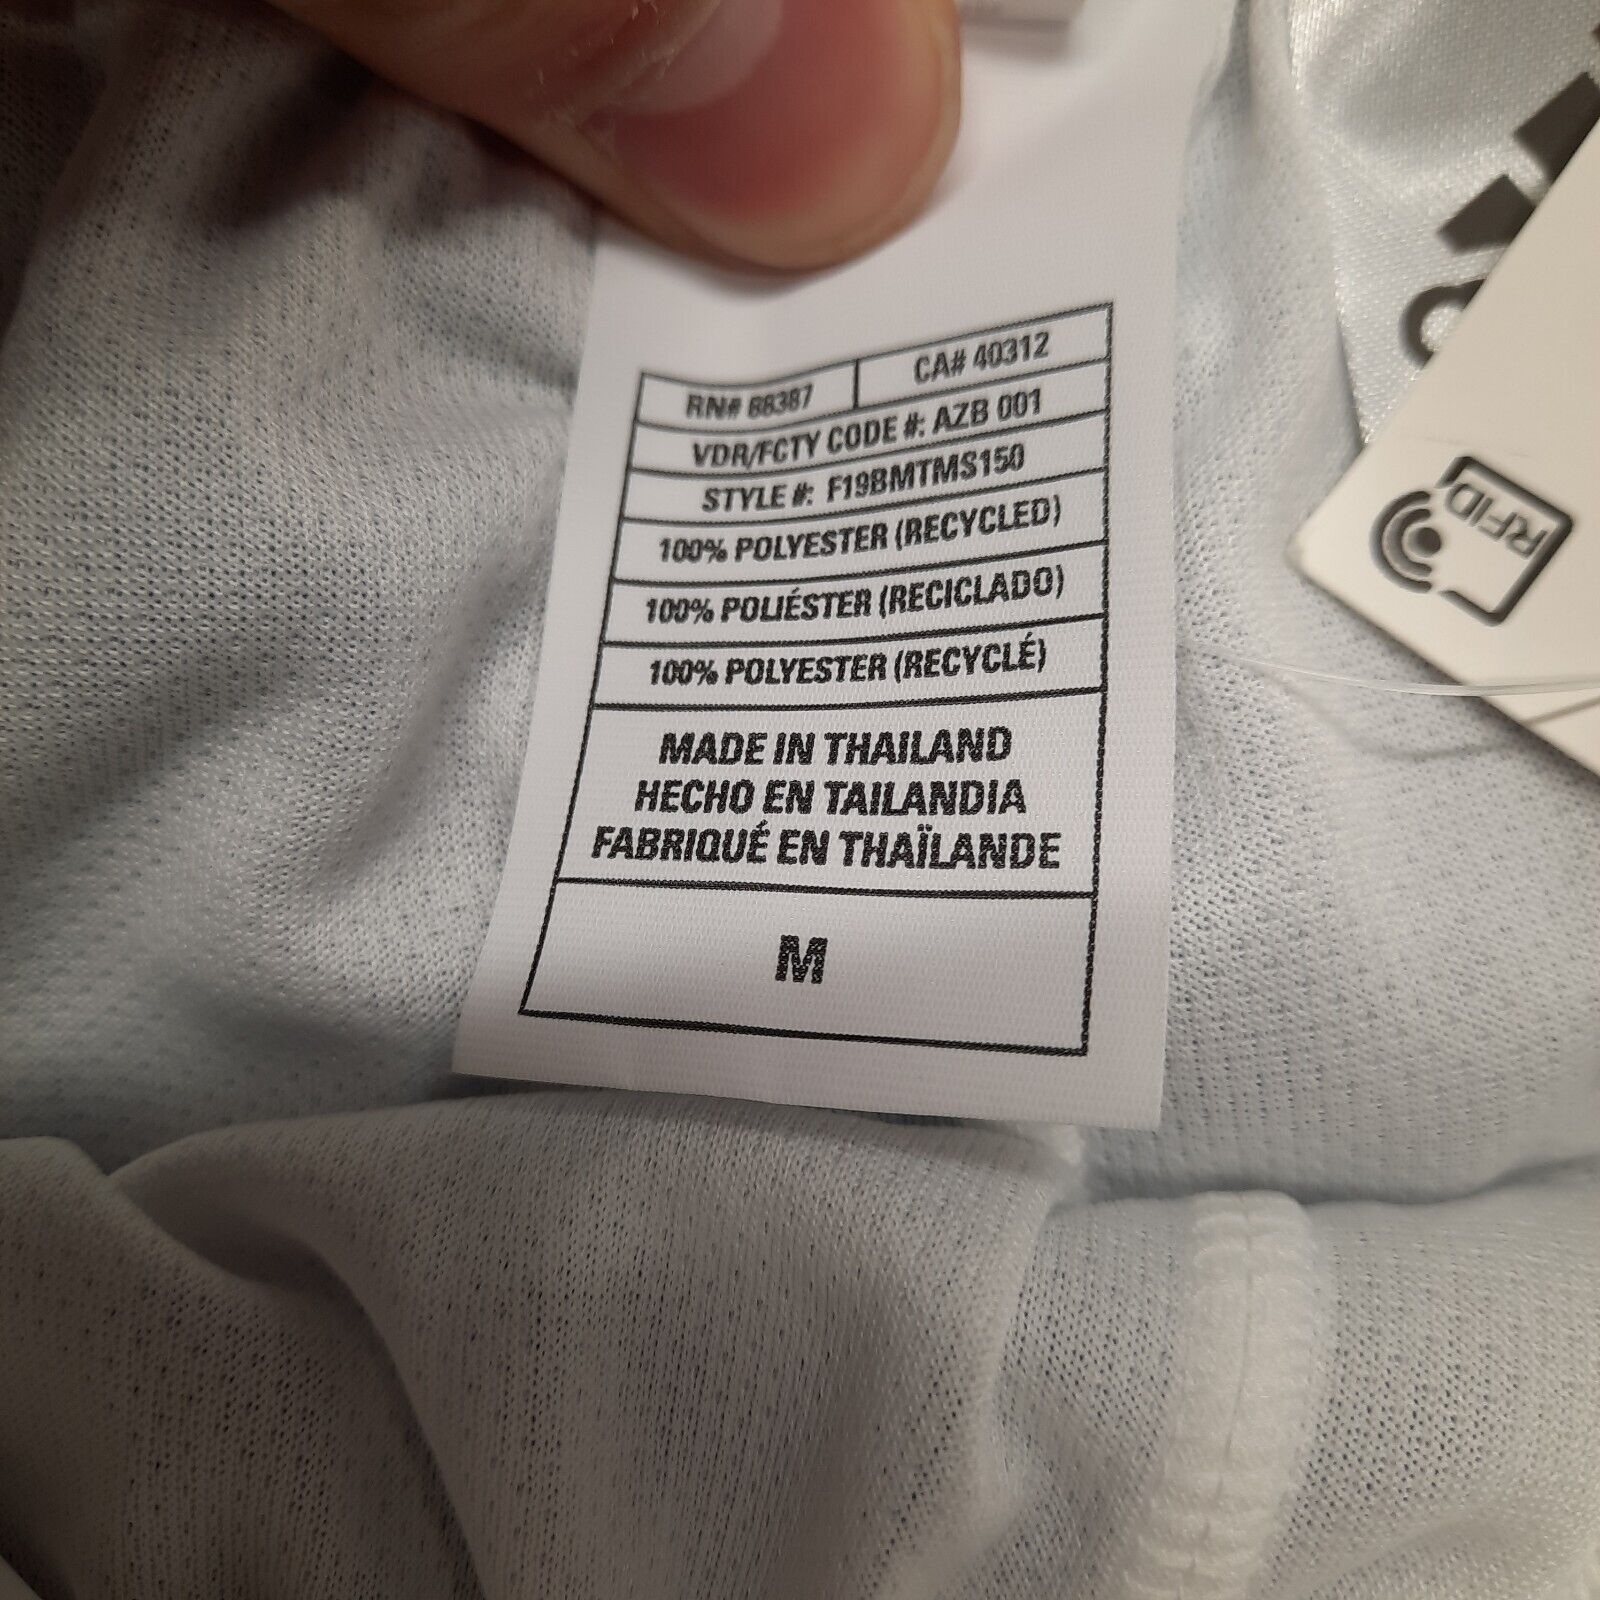 RN# 88387 CA# 40312
VDR/FCTY CODE #: AZB 001
STYLE #: F19BMTMS150
100% POLYESTER (RECYCLED)
100% POLIÉSTER (RECICLADO)
100% POLYESTER (RECYCLÉ)
MADE IN THAILAND
HECHO EN TAILANDIA
FABRIQUÉ EN THAÏLANDE
M
RFID